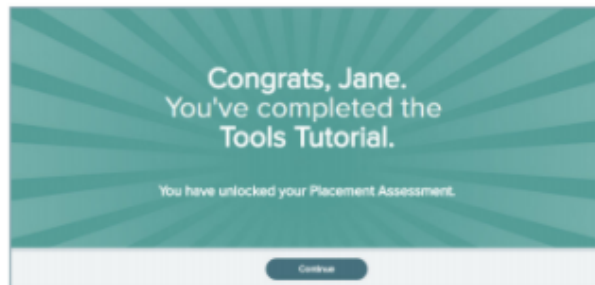 Congrats, Jane.
You've completed the
Tools Tutorial.
You have unlocked your Placement Assessment.
Continue